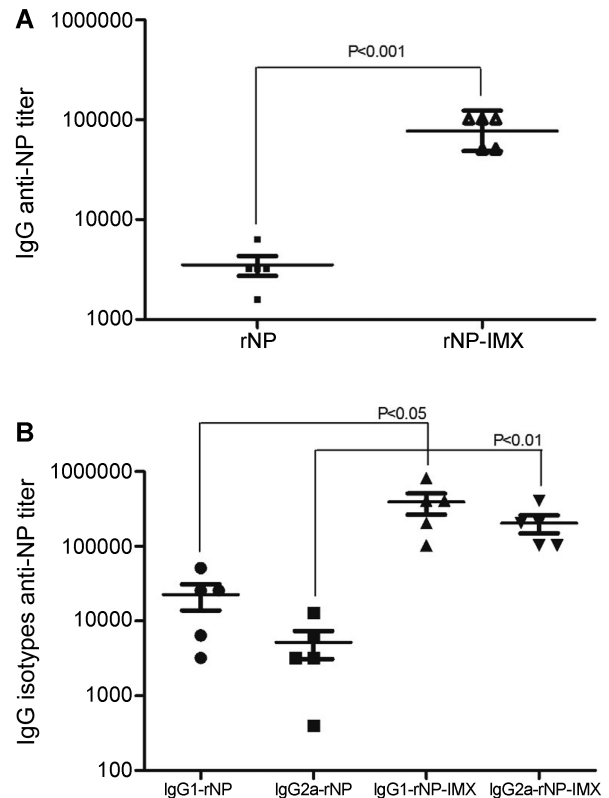 A
1000000
P<0.001
100000
IgG anti-NP titer
10000
1000
rNP rNP-IMX
B
P<0.05
P<0.01
1000000
100000
IgG isotypes anti-NP titer
10000
1000
100
IgG1-rNP IgG2a-rNP IgG1-rNP-IMX IgG2a-rNP-IMX